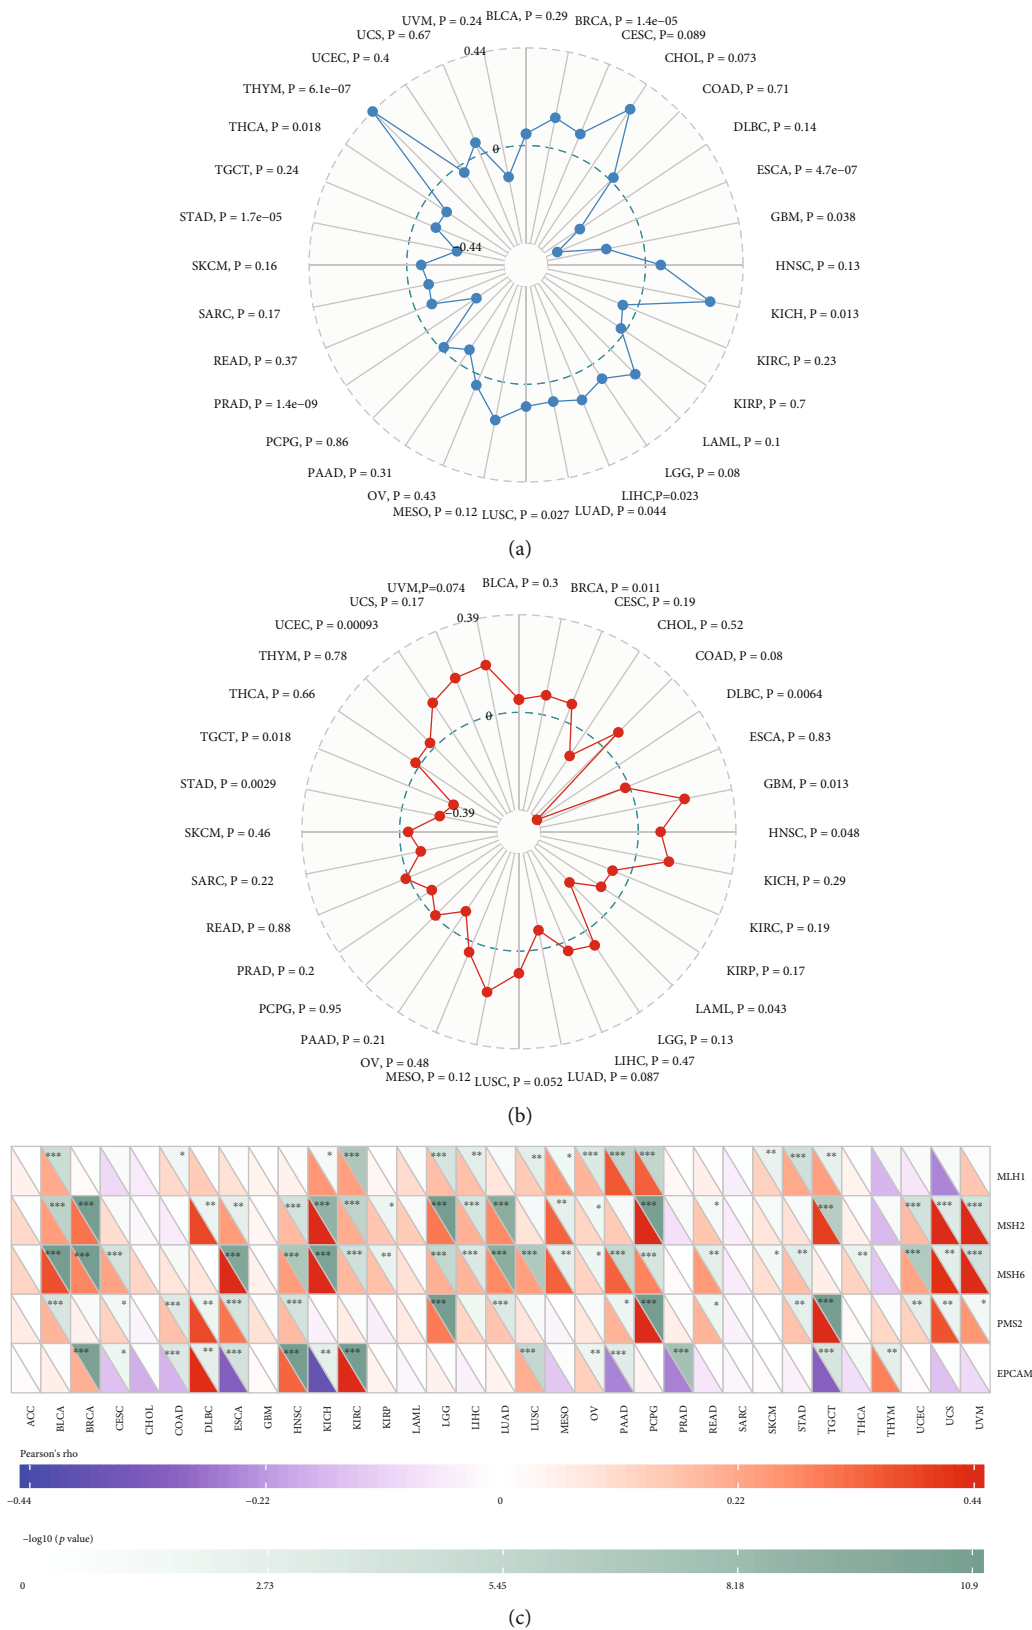 UVM, P = 0.24
BLCA, P = 0.29
BRCA, P = 1.4e−05
UCS, P = 0.67
CESC, P= 0.089
0.44
UCEC, P = 0.4
CHOL, P = 0.073
THYM, P = 6.1e−07
COAD, P = 0.71
THCA, P = 0.018
DLBC, P = 0.14
0
TGCT, P = 0.24
ESCA, P = 4.7e−07
STAD, P = 1.7e−05
GBM, P = 0.038
−0.44
SKCM, P = 0.16
HNSC, P = 0.13
SARC, P = 0.17
KICH, P = 0.013
READ, P = 0.37
KIRC, P = 0.23
PRAD, P = 1.4e−09
KIRP, P = 0.7
PCPG, P = 0.86
LAML, P = 0.1
PAAD, P = 0.31
LGG, P = 0.08
OV, P = 0.43
LIHC,P=0.023
MESO, P = 0.12
LUSC, P = 0.027
LUAD, P = 0.044
(a)
UVM,P=0.074
BLCA, P = 0.3
BRCA, P = 0.011
UCS, P = 0.17
CESC, P = 0.19
0.39
UCEC, P = 0.00093
CHOL, P = 0.52
THYM, P = 0.78
COAD, P = 0.08
THCA, P = 0.66
DLBC, P = 0.0064
0
TGCT, P = 0.018
ESCA, P = 0.83
STAD, P = 0.0029
GBM, P = 0.013
−0.39
SKCM, P = 0.46
HNSC, P = 0.048
SARC, P = 0.22
KICH, P = 0.29
READ, P = 0.88
KIRC, P = 0.19
PRAD, P = 0.2
KIRP, P = 0.17
PCPG, P = 0.95
LAML, P = 0.043
PAAD, P = 0.21
LGG, P = 0.13
OV, P = 0.48
LIHC, P = 0.47
MESO, P = 0.12
LUSC, P = 0.052
LUAD, P = 0.087
(b)
*** * *** * *** *** ** ** * *** *** *** ** *** ** MLH1
*** *** ** ** *** *** *** * *** *** *** ** * *** * *** *** *** *** MSH2
*** *** *** *** *** *** *** ** *** *** *** *** ** * *** *** ** * ** ** *** ** *** MSH6
*** * *** ** *** *** *** *** * *** * ** *** ** ** * PMS2
*** * *** ** *** *** ** *** *** ** *** *** *** ** EPCAM
ACC
BLCA
BRCA
CESC
CHOL
COAD
DLBC
ESCA
GBM
HNSC
KICH
KIRC
KIRP
LAML
LGG
LIHC
LUAD
LUSC
MESO
OV
PAAD
PCPG
PRAD
READ
SARC
SKCM
STAD
TGCT
THCA
THYM
UCEC
UCS
UVM
Pearson's rho
−0.44 −0.22 0 0.22 0.44
−log10 (p value)
0 2.73 5.45 8.18 10.9
(c)